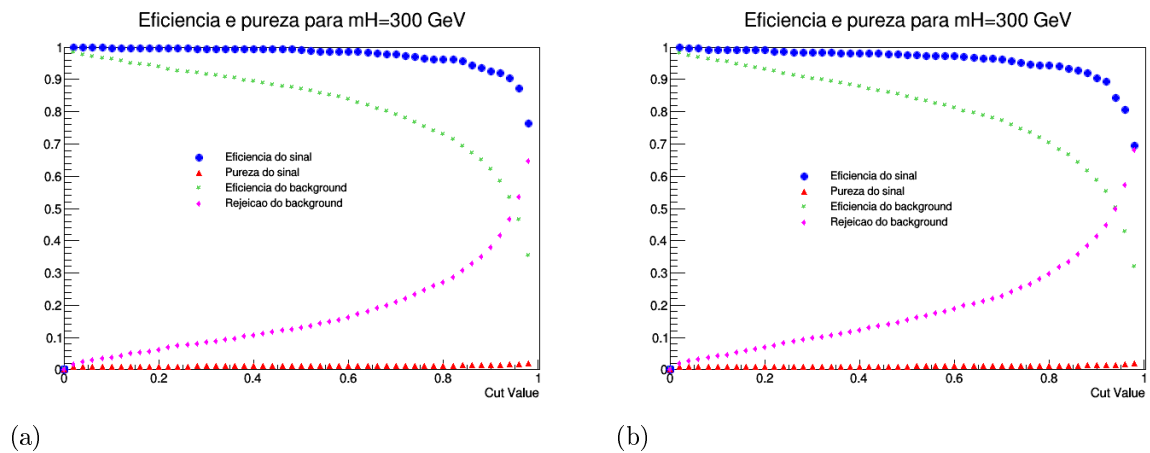 Eficiencia e pureza para mH=300 GeV
1
0.9
0.8
0.7
0.6
0.5
0.4
0.3
0.2
0.1
0
Eficiencia do sinal
Pureza do sinal
Eficiencia do background
Rejeicao do background
0 0.2 0.4 0.6 0.8 1
Cut Value
(a)
Eficiencia e pureza para mH=300 GeV
1
0.9
0.8
0.7
0.6
0.5
0.4
0.3
0.2
0.1
0
Eficiencia do sinal
Pureza do sinal
Eficiencia do background
Rejeicao do background
0 0.2 0.4 0.6 0.8 1
Cut Value
(b)